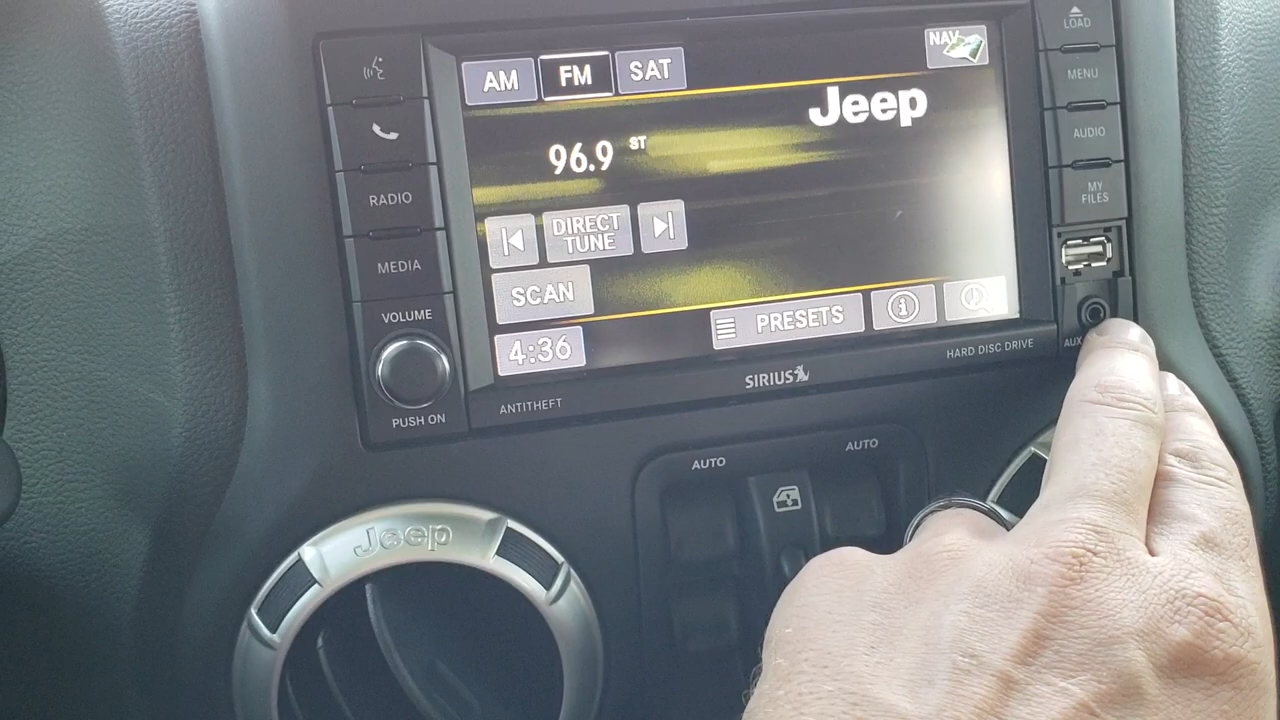 AM
FM
SAT
NAV
Jeep
96.9 ST
DIRECT
TUNE
SCAN
PRESETS
4:36
RADIO
MEDIA
VOLUME
PUSH ON
LOAD
MENU
AUDIO
MY
FILES
AUX
HARD DISC DRIVE
SIRIUS
ANTITHEFT
AUTO
AUTO
Jeep